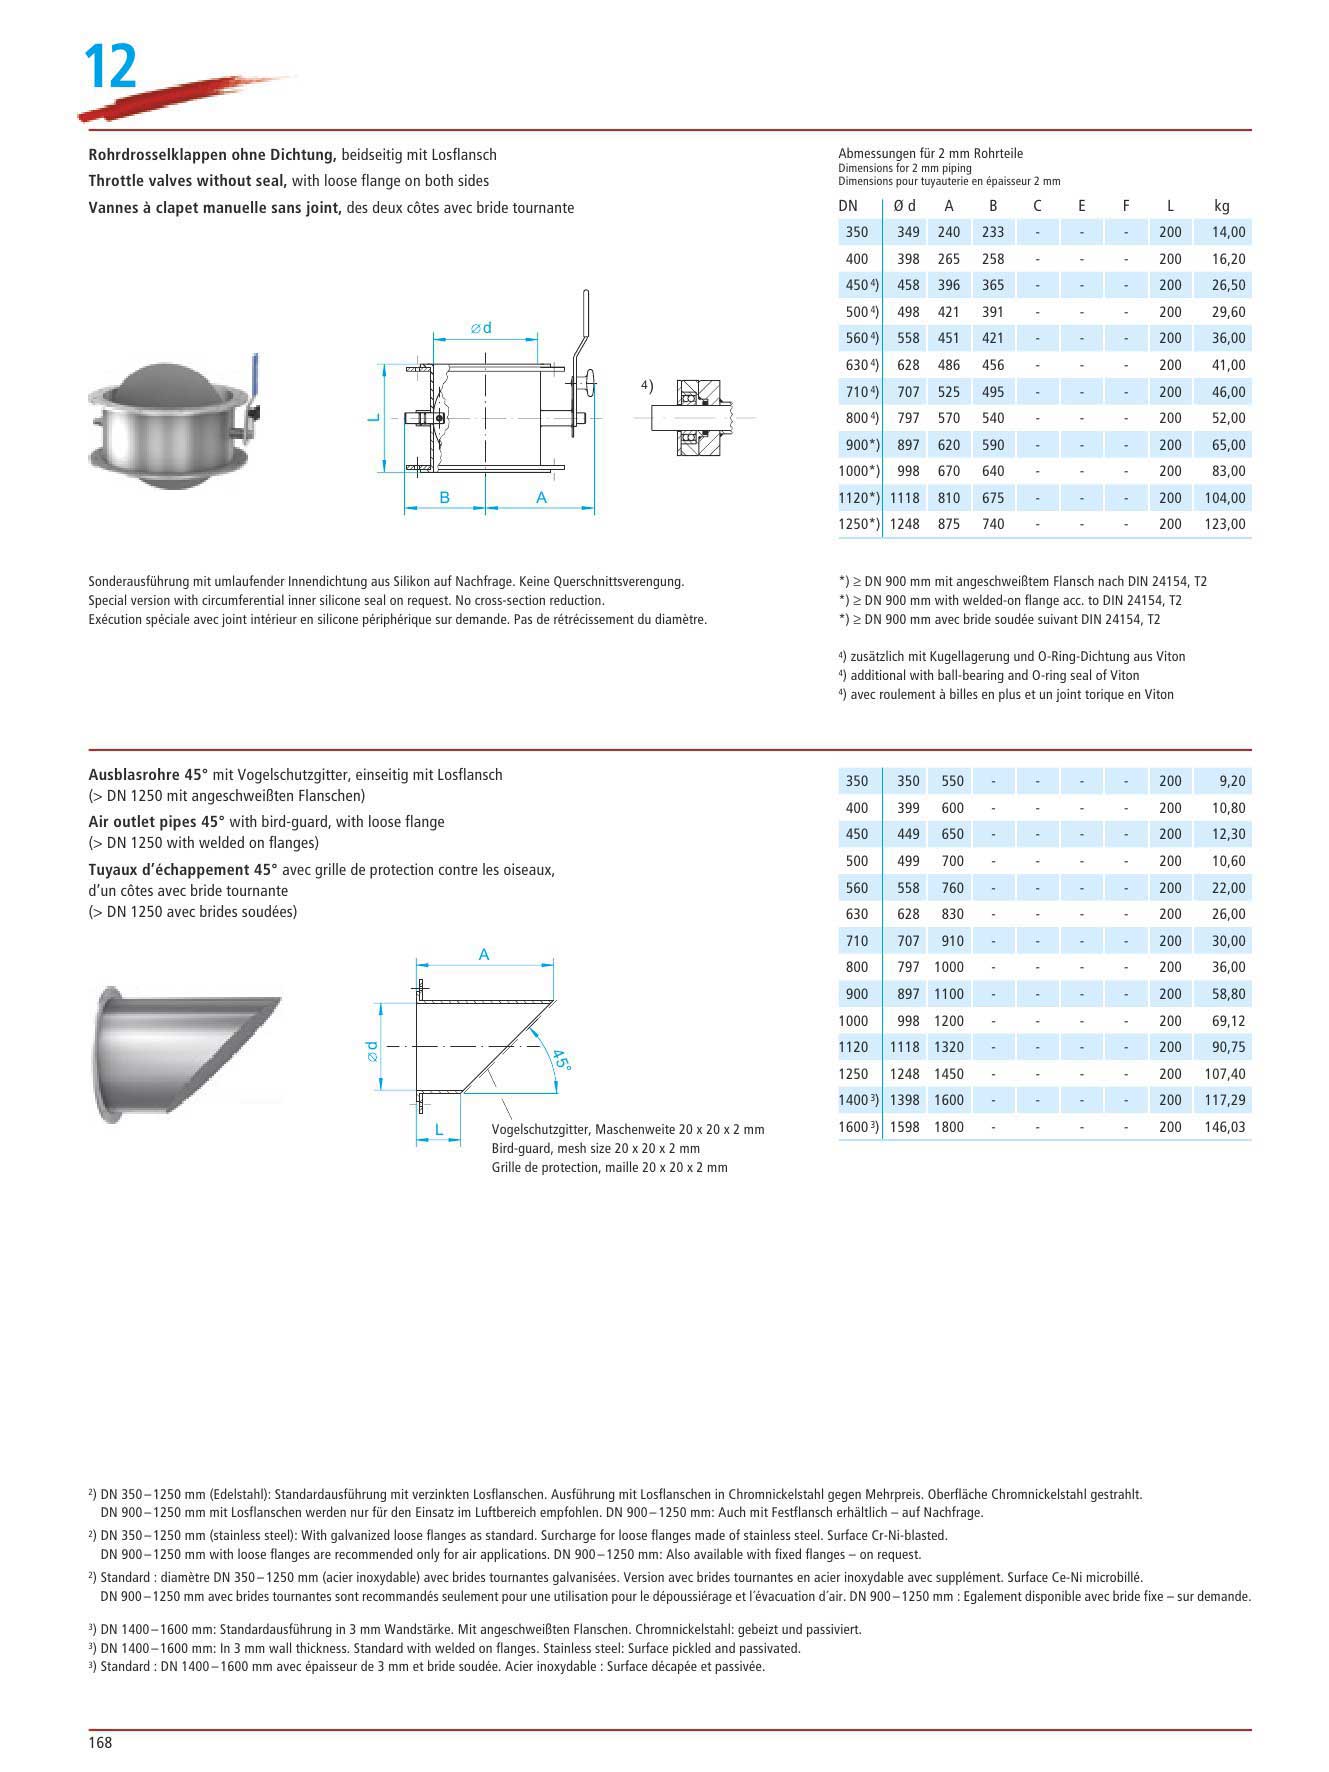 12
Rohrdrosselklappen ohne Dichtung, beidseitig mit Losflansch
Throttle valves without seal, with loose flange on both sides
Vannes à clapet manuelle sans joint, des deux côtes avec bride tournante
Abmessungen für 2 mm Rohrteile
Dimensions for 2 mm piping
Dimensions pour tuyauterie en épaisseur 2 mm
DN Ø d A B C E F L kg
350 349 240 233 - - - 200 14,00
400 398 265 258 - - - 200 16,20
450 4) 458 396 365 - - - 200 26,50
500 4) 498 421 391 - - - 200 29,60
560 4) 558 451 421 - - - 200 36,00
630 4) 628 486 456 - - - 200 41,00
710 4) 707 525 495 - - - 200 46,00
800 4) 797 570 540 - - - 200 52,00
900*) 897 620 590 - - - 200 65,00
1000*) 998 670 640 - - - 200 83,00
1120*) 1118 810 675 - - - 200 104,00
1250*) 1248 875 740 - - - 200 123,00
∅d
L
B
A
4)
Sonderausführung mit umlaufender Innendichtung aus Silikon auf Nachfrage. Keine Querschnittsverengung.
Special version with circumferential inner silicone seal on request. No cross-section reduction.
Exécution spéciale avec joint intérieur en silicone périphérique sur demande. Pas de rétrécissement du diamètre.
*) ≥ DN 900 mm mit angeschweißtem Flansch nach DIN 24154, T2
*) ≥ DN 900 mm with welded-on flange acc. to DIN 24154, T2
*) ≥ DN 900 mm avec bride soudée suivant DIN 24154, T2
4) zusätzlich mit Kugellagerung und O-Ring-Dichtung aus Viton
4) additional with ball-bearing and O-ring seal of Viton
4) avec roulement à billes en plus et un joint torique en Viton
Ausblasrohre 45° mit Vogelschutzgitter, einseitig mit Losflansch
(> DN 1250 mit angeschweißten Flanschen)
Air outlet pipes 45° with bird-guard, with loose flange
(> DN 1250 with welded on flanges)
Tuyaux d’échappement 45° avec grille de protection contre les oiseaux,
d’un côtes avec bride tournante
(> DN 1250 avec brides soudées)
350 350 550 - - - - 200 9,20
400 399 600 - - - - 200 10,80
450 449 650 - - - - 200 12,30
500 499 700 - - - - 200 10,60
560 558 760 - - - - 200 22,00
630 628 830 - - - - 200 26,00
710 707 910 - - - - 200 30,00
800 797 1000 - - - - 200 36,00
900 897 1100 - - - - 200 58,80
1000 998 1200 - - - - 200 69,12
1120 1118 1320 - - - - 200 90,75
1250 1248 1450 - - - - 200 107,40
1400 3) 1398 1600 - - - - 200 117,29
1600 3) 1598 1800 - - - - 200 146,03
A
∅d
45°
L
Vogelschutzgitter, Maschenweite 20 x 20 x 2 mm
Bird-guard, mesh size 20 x 20 x 2 mm
Grille de protection, maille 20 x 20 x 2 mm
2) DN 350–1250 mm (Edelstahl): Standardausführung mit verzinkten Losflanschen. Ausführung mit Losflanschen in Chromnickelstahl gegen Mehrpreis. Oberfläche Chromnickelstahl gestrahlt.
DN 900–1250 mm mit Losflanschen werden nur für den Einsatz im Luftbereich empfohlen. DN 900–1250 mm: Auch mit Festflansch erhältlich – auf Nachfrage.
2) DN 350–1250 mm (stainless steel): With galvanized loose flanges as standard. Surcharge for loose flanges made of stainless steel. Surface Cr-Ni-blasted.
DN 900–1250 mm with loose flanges are recommended only for air applications. DN 900–1250 mm: Also available with fixed flanges – on request.
2) Standard : diamètre DN 350–1250 mm (acier inoxydable) avec brides tournantes galvanisées. Version avec brides tournantes en acier inoxydable avec supplément. Surface Ce-Ni microbillé.
DN 900–1250 mm avec brides tournantes sont recommandés seulement pour une utilisation pour le dépoussiérage et l´évacuation d´air. DN 900–1250 mm : Egalement disponible avec bride fixe – sur demande.
3) DN 1400–1600 mm: Standardausführung in 3 mm Wandstärke. Mit angeschweißten Flanschen. Chromnickelstahl: gebeizt und passiviert.
3) DN 1400–1600 mm: In 3 mm wall thickness. Standard with welded on flanges. Stainless steel: Surface pickled and passivated.
3) Standard : DN 1400–1600 mm avec épaisseur de 3 mm et bride soudée. Acier inoxydable : Surface décapée et passivée.
168